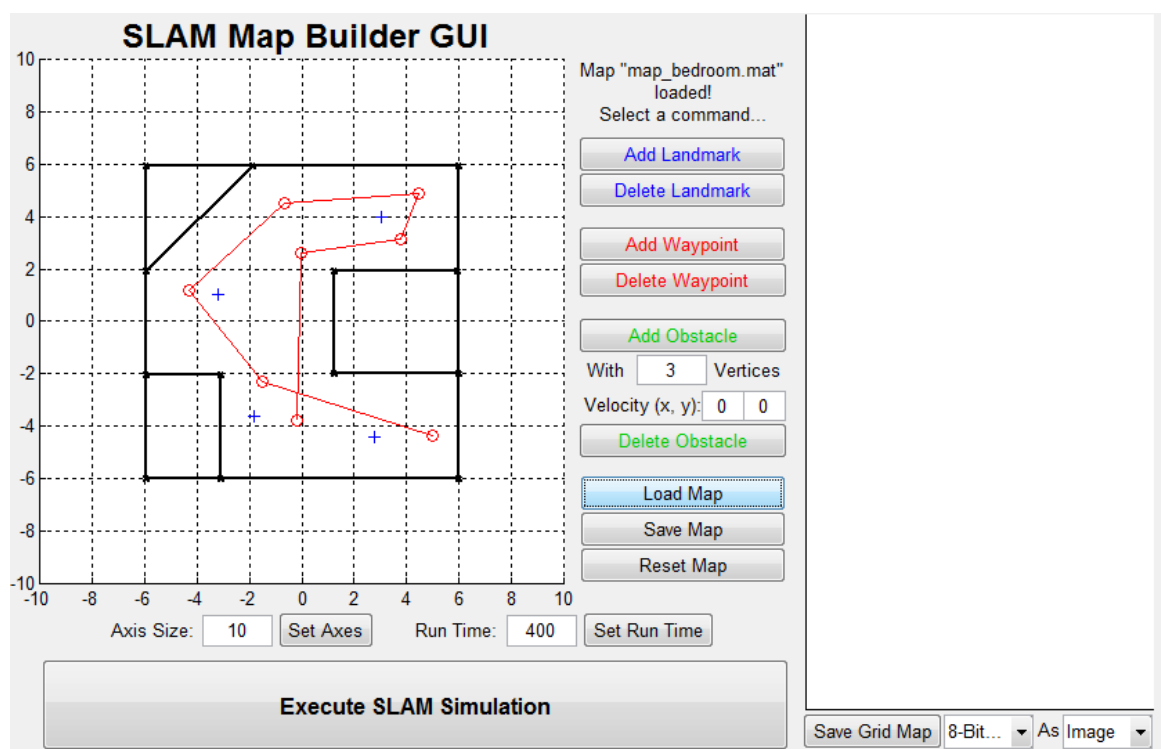 SLAM Map Builder GUI
Map "map_bedroom.mat"
loaded!
Select a command...
10
8
6
4
2
0
-2
-4
-6
-8
-10
-10 -8 -6 -4 -2 0 2 4 6 8 10
Add Landmark
Delete Landmark
Add Waypoint
Delete Waypoint
Add Obstacle
With 3 Vertices
Velocity (x, y): 0 0
Delete Obstacle
Load Map
Save Map
Reset Map
Axis Size: 10 Set Axes Run Time: 400 Set Run Time
Execute SLAM Simulation
Save Grid Map 8-Bit... As Image